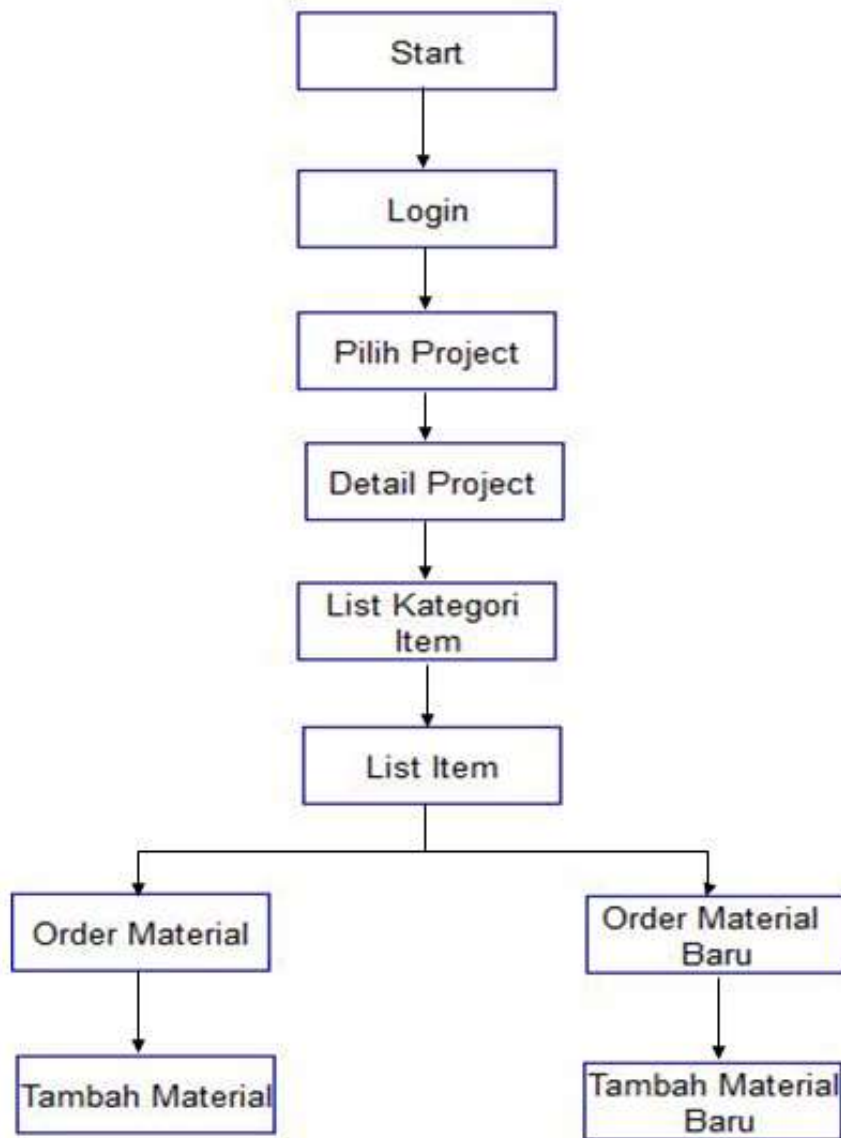 Start
Login
Pilih Project
Detail Project
List Kategori
Item
List Item
Order Material
Order Material
Baru
Tambah Material
Tambah Material
Baru